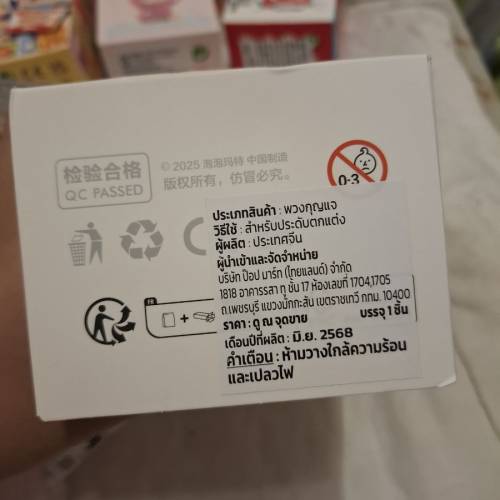 检验合格
QC PASSED
© 2025 泡泡玛特 中国制造
版权所有，仿冒必究。
0-3
ประเภทสินค้า : พวงกุญแจ
วิธีใช้ : สำหรับประดับตกแต่ง
ผู้ผลิต : ประเทศจีน
ผู้นำเข้าและจัดจำหน่าย
บริษัท ป๊อป มาร์ท (ไทยแลนด์) จำกัด
1818 อาคารรสา ทู ชั้น 17 ห้องเลขที่ 1704,1705
ถ.เพชรบุรี แขวงมักกะสัน เขตราชเทวี กทม. 10400
ราคา : ดู ณ จุดขาย บรรจุ 1 ชิ้น
เดือนปีที่ผลิต : มิ.ย. 2568
คำเตือน : ห้ามวางใกล้ความร้อน
และเปลวไฟ
FR